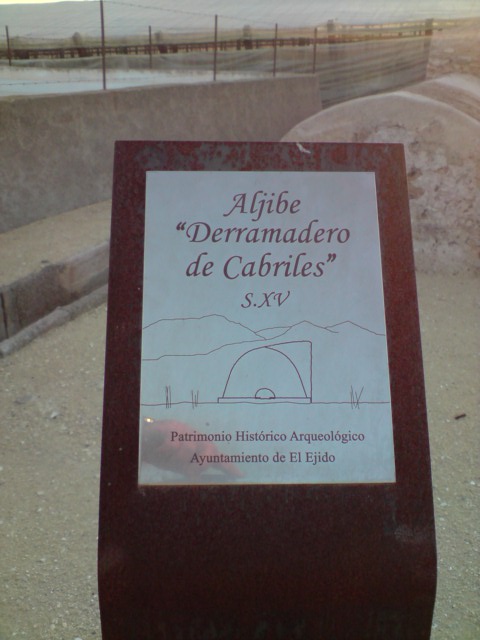 Aljibe
"Derramadero
de Cabriles"
S.XV
Patrimonio Histórico Arqueológico
Ayuntamiento de El Ejido